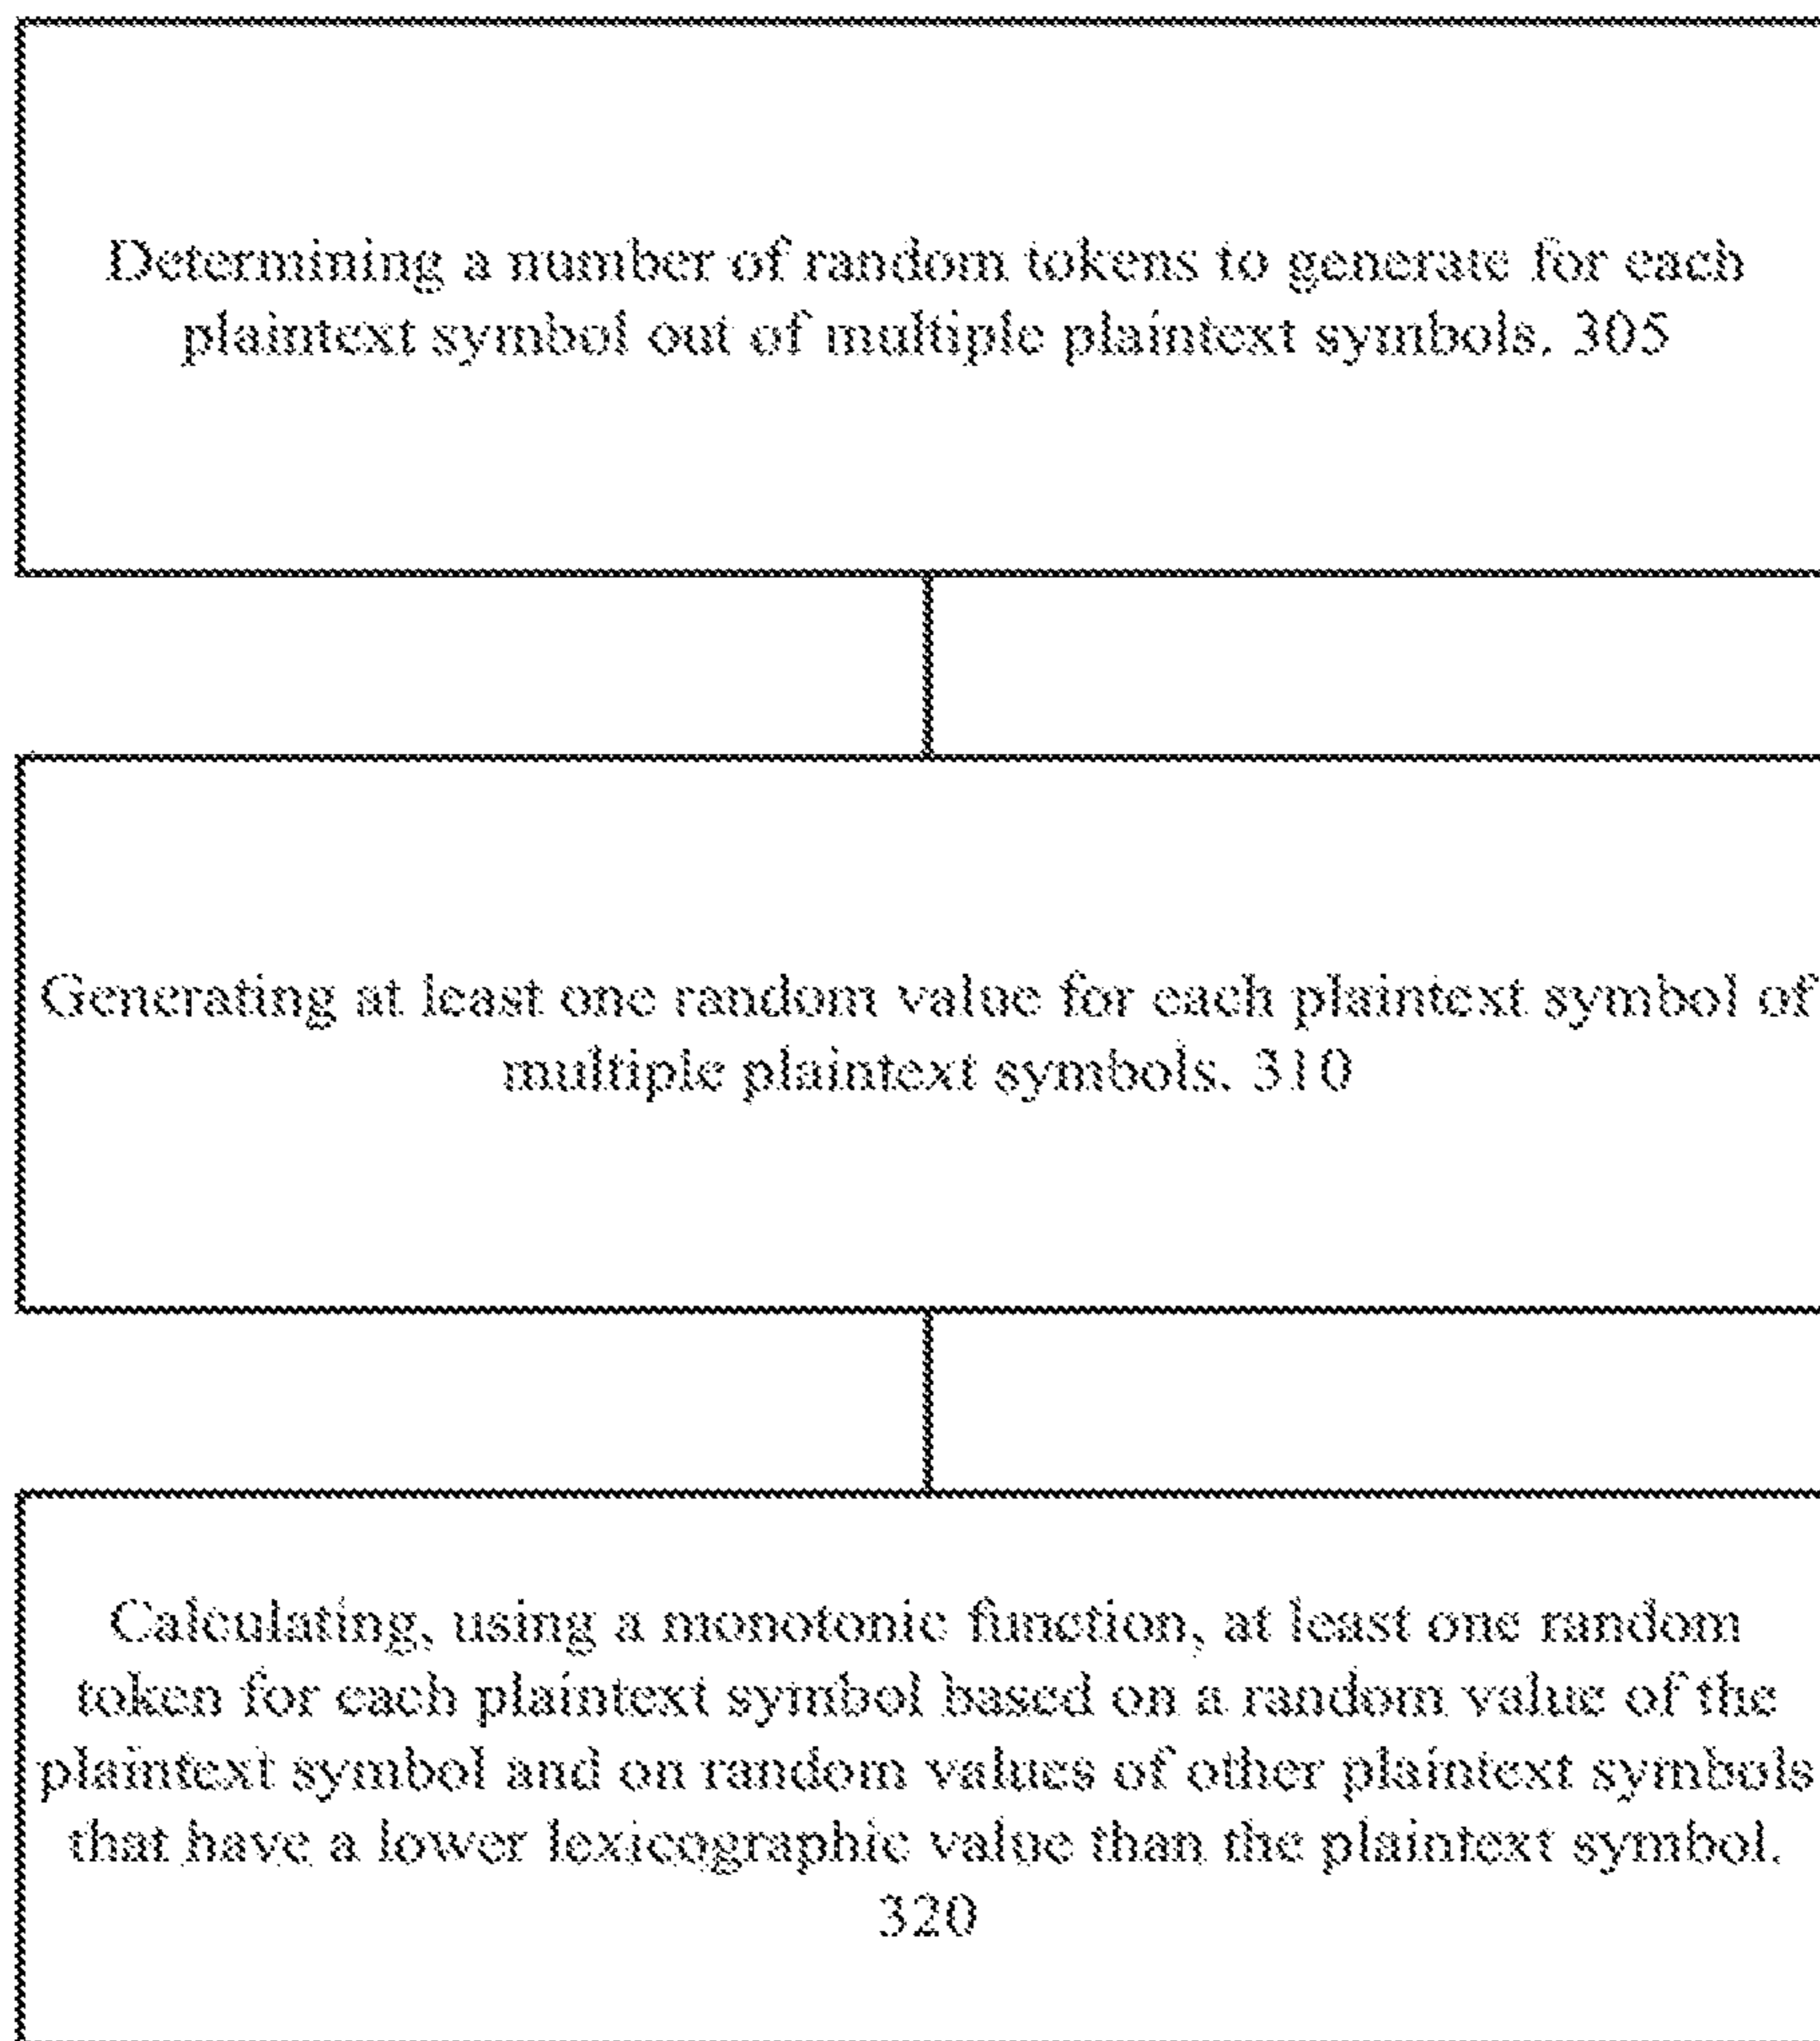 Determining a number of random tokens to generate for each
plaintext symbol out of multiple plaintext symbols. 305
Generating at least one random value for each plaintext symbol of
multiple plaintext symbols. 310
Calculating, using a monotonic function, at least one random
token for each plaintext symbol based on a random value of the
plaintext symbol and on random values of other plaintext symbols
that have a lower lexicographic value than the plaintext symbol.
320